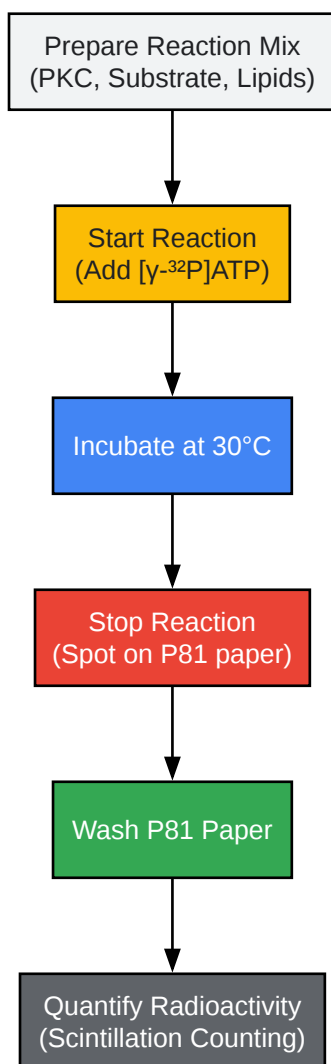 Prepare Reaction Mix
(PKC, Substrate, Lipids)
Start Reaction
(Add [γ-³²P]ATP)
Incubate at 30°C
Stop Reaction
(Spot on P81 paper)
Wash P81 Paper
Quantify Radioactivity
(Scintillation Counting)